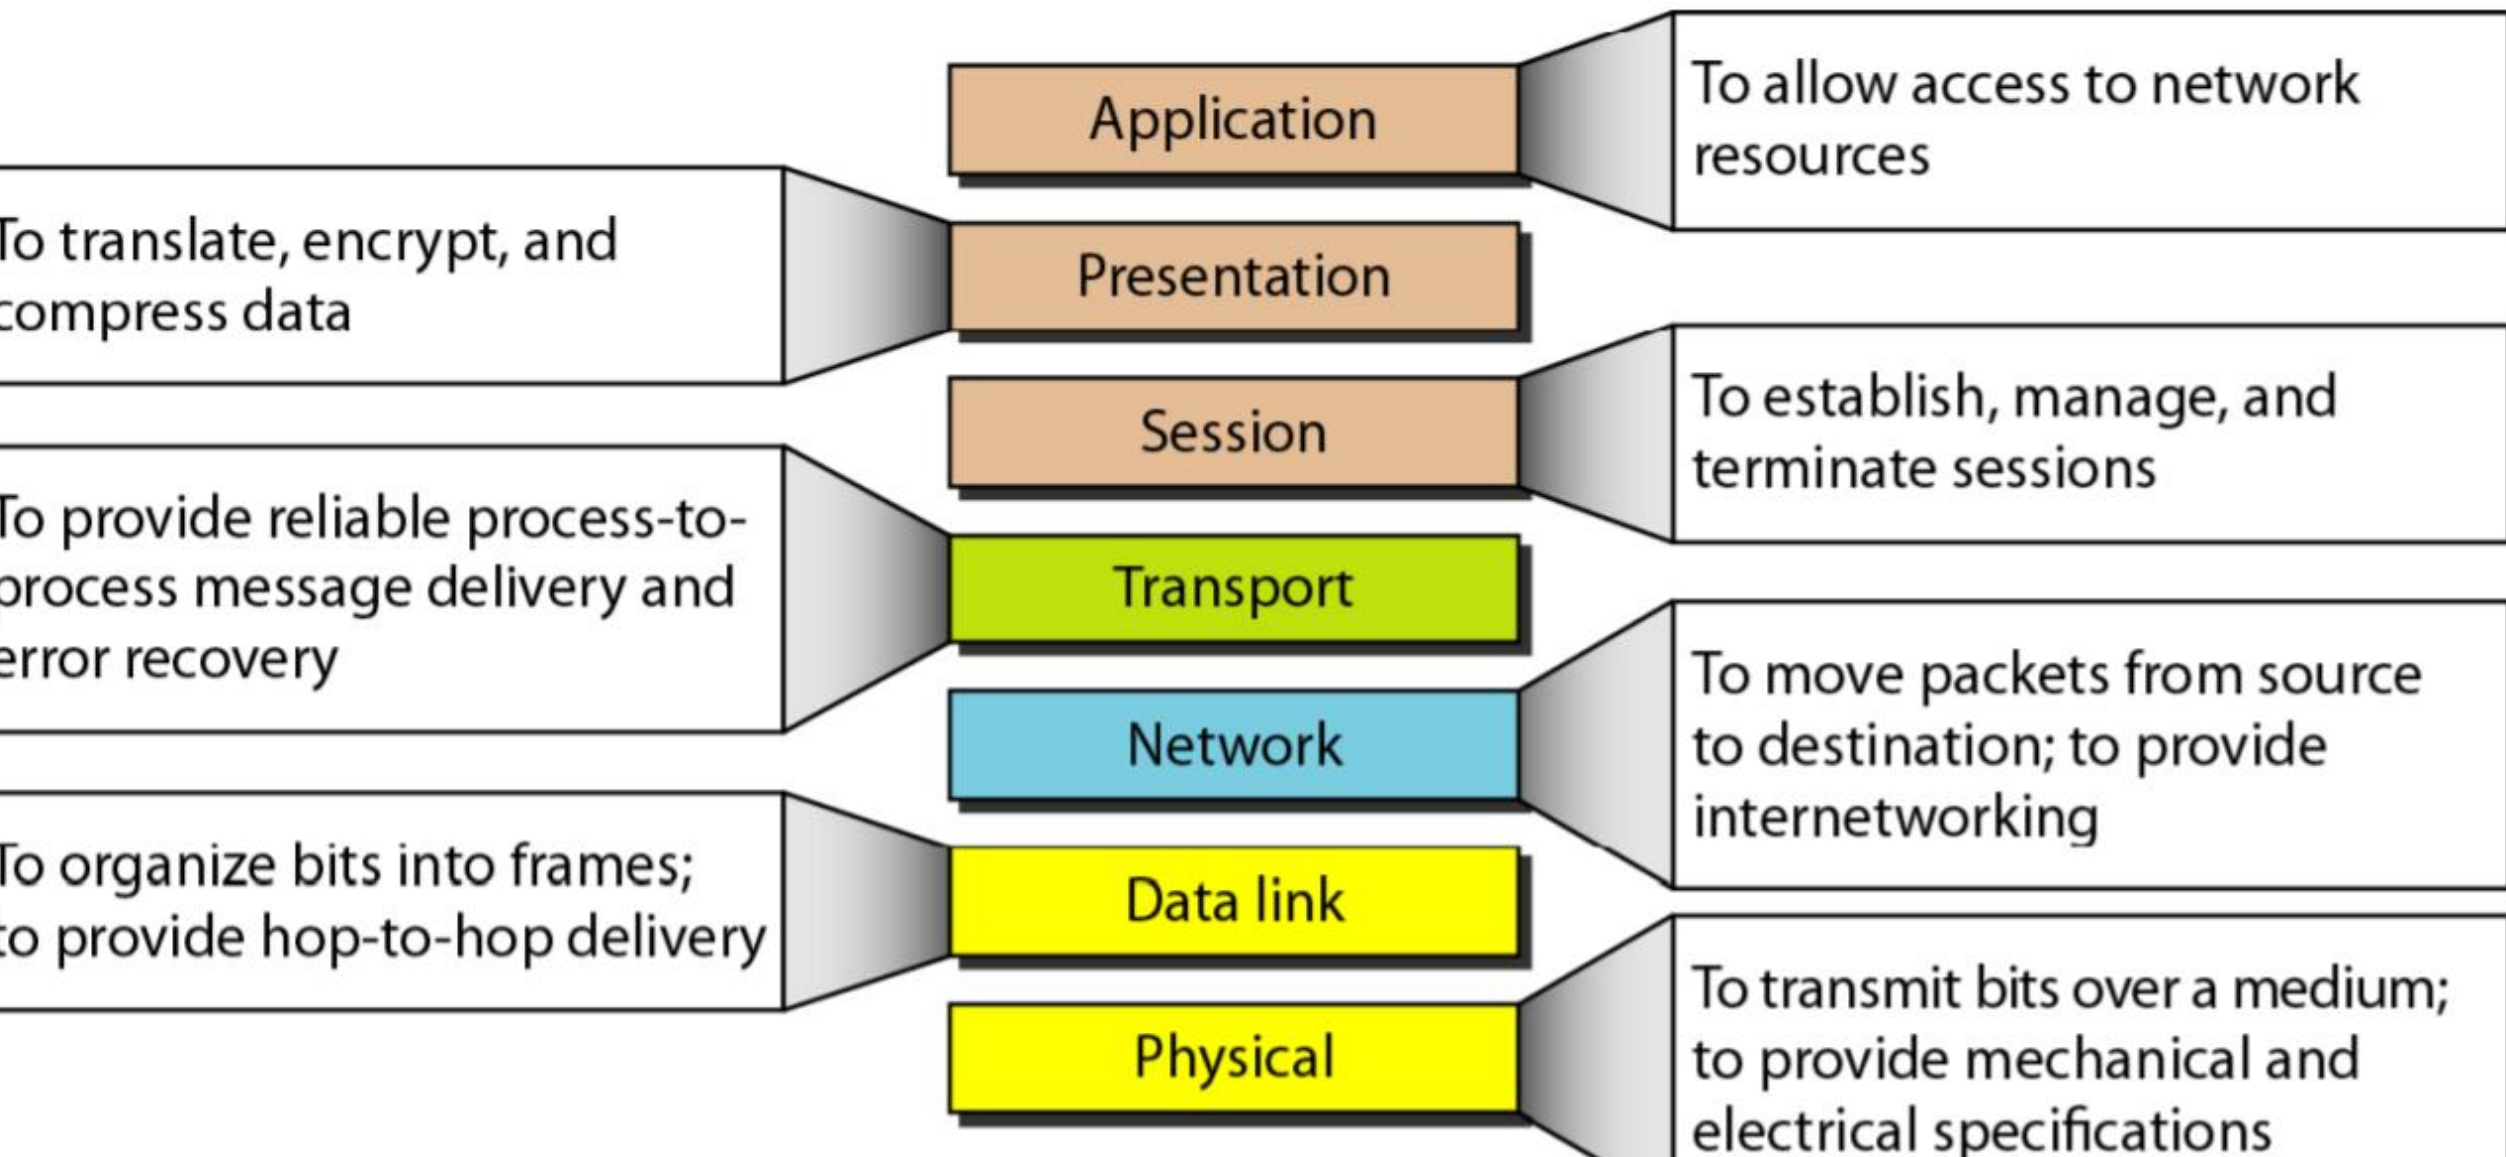 Application
To allow access to network
resources
To translate, encrypt, and
compress data
Presentation
Session
To establish, manage, and
terminate sessions
To provide reliable process-to-
process message delivery and
error recovery
Transport
Network
To move packets from source
to destination; to provide
internetworking
To organize bits into frames;
to provide hop-to-hop delivery
Data link
Physical
To transmit bits over a medium;
to provide mechanical and
electrical specifications